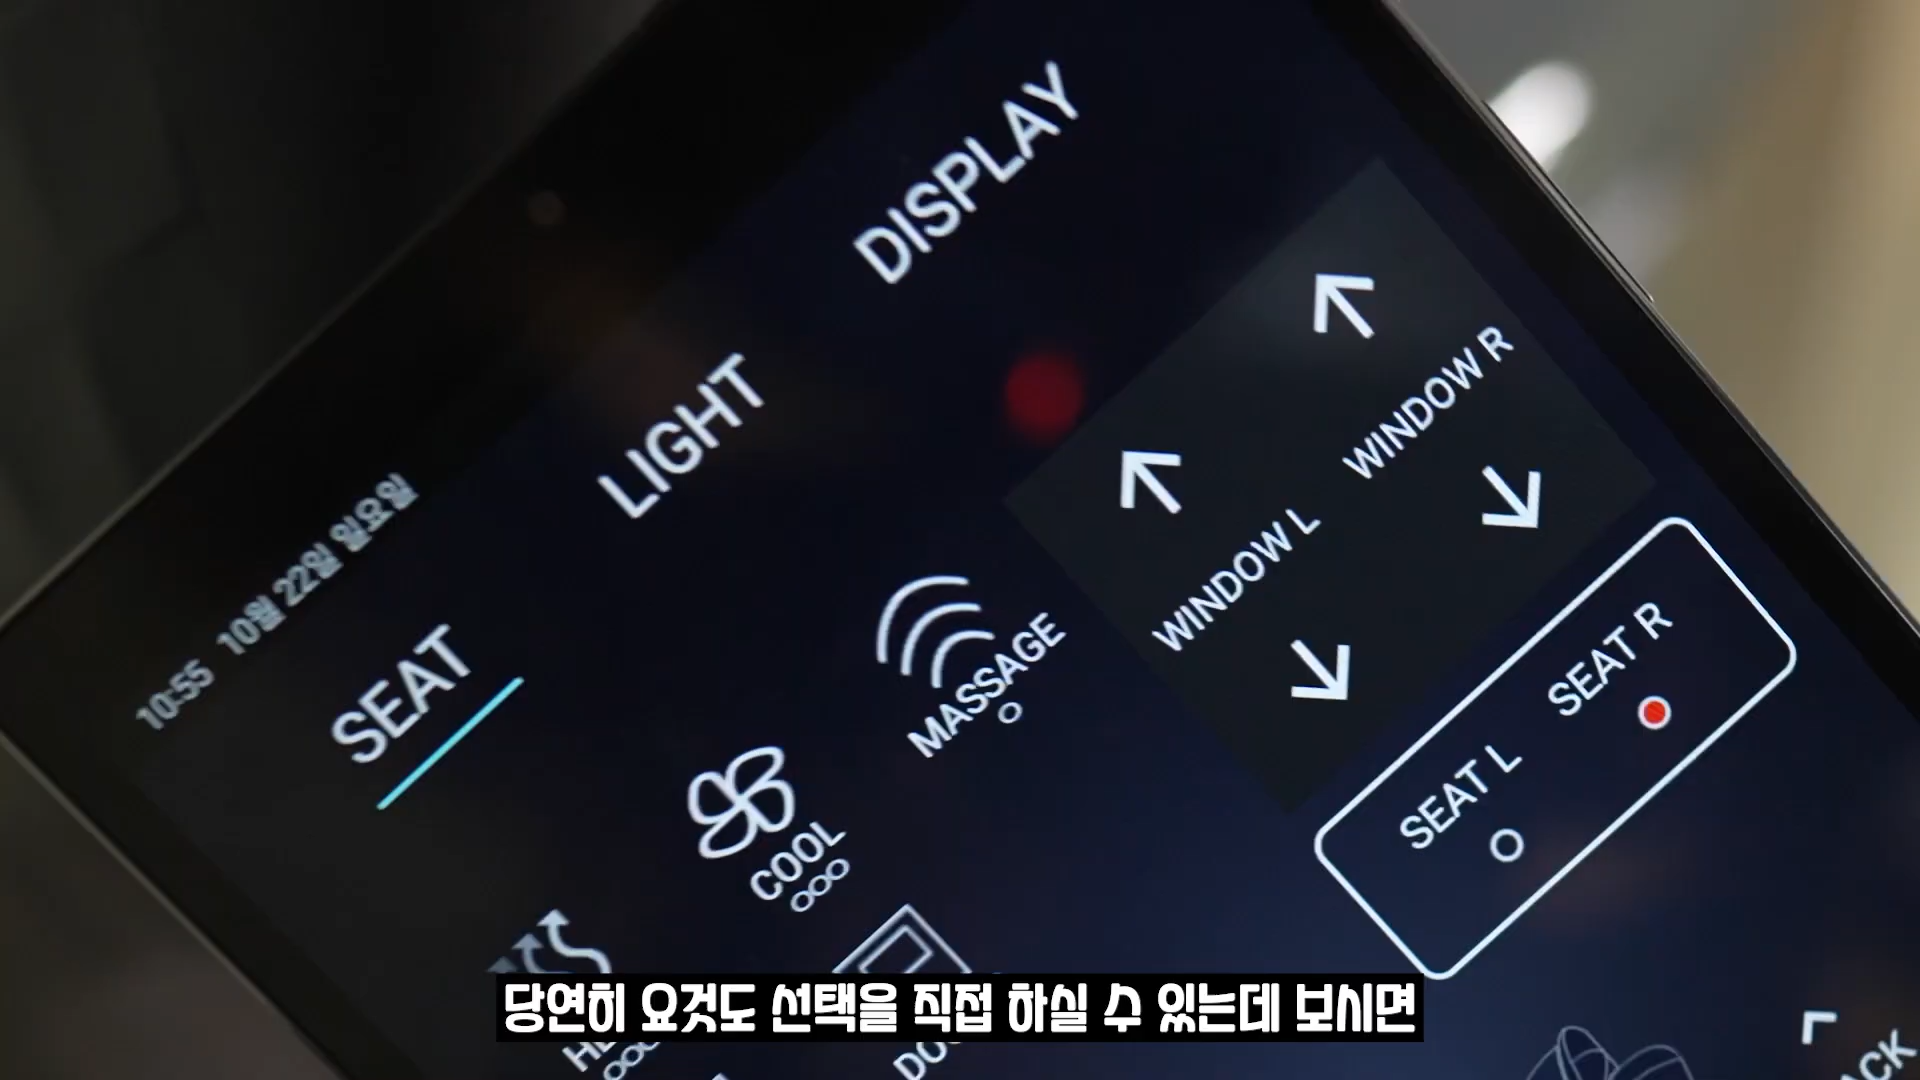 10:55 10월 22일 일요일
SEAT
LIGHT
DISPLAY
COOL
MASSAGE
WINDOW L
WINDOW R
SEAT L
SEAT R
당연히 요것도 선택을 직접 하실 수 있는데 보시면